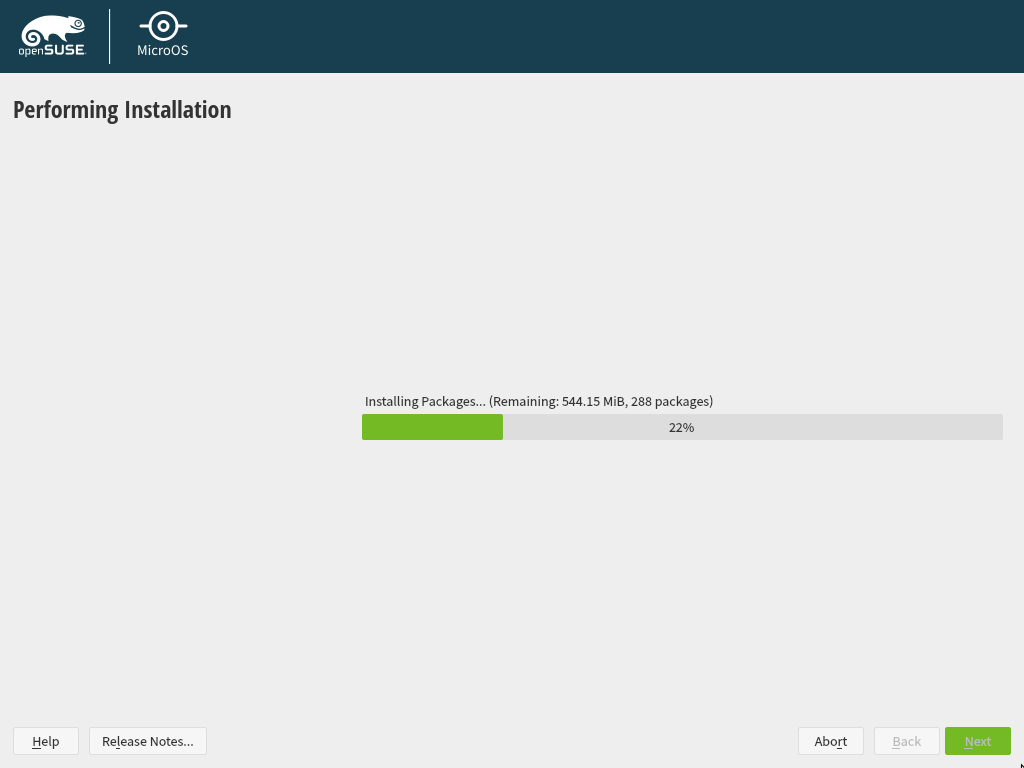 openSUSE
MicroOS
Performing Installation
Installing Packages... (Remaining: 544.15 MiB, 288 packages)
22%
Help
Release Notes...
Abort
Back
Next